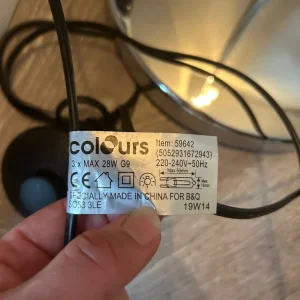 colours
Item: 59642
(5052931672943)
3 x MAX 28W G9
220-240V~50Hz
CE
SPECIALLY MADE IN CHINA FOR B&Q
SO53 3LE
19W14